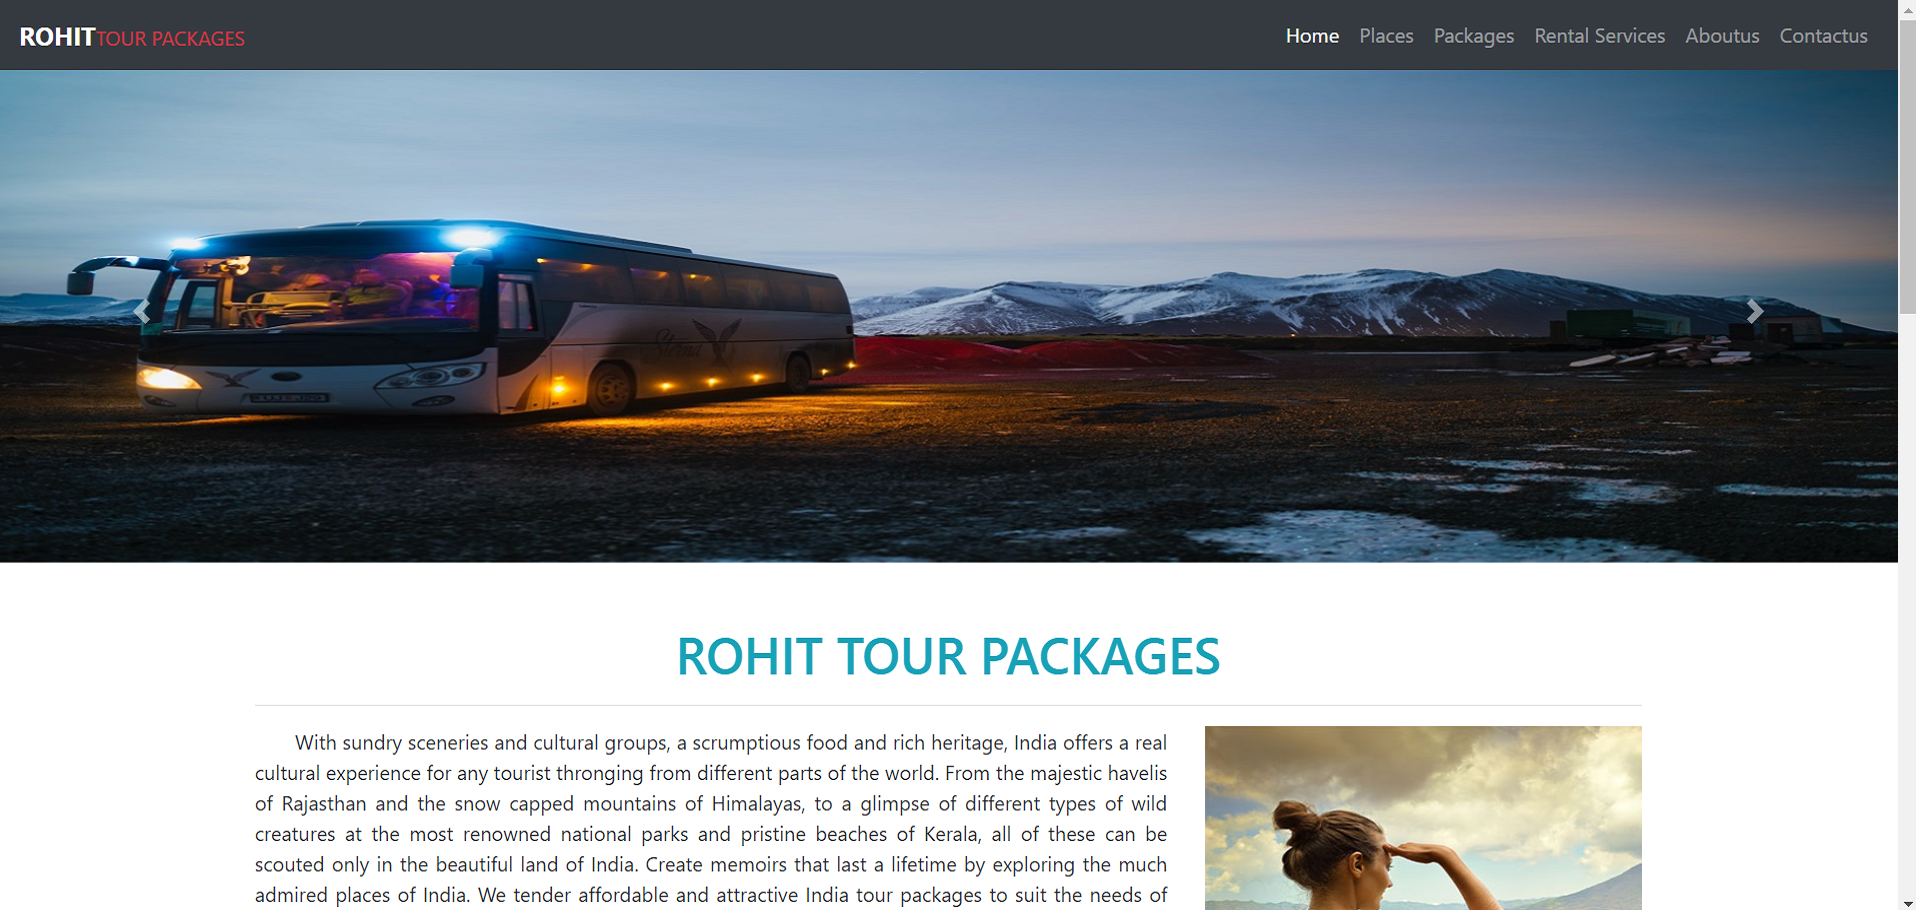 ROHITTOUR PACKAGES
Home Places Packages Rental Services Aboutus Contactus
ROHIT TOUR PACKAGES
With sundry sceneries and cultural groups, a scrumptious food and rich heritage, India offers a real
cultural experience for any tourist thronging from different parts of the world. From the majestic havelis
of Rajasthan and the snow capped mountains of Himalayas, to a glimpse of different types of wild
creatures at the most renowned national parks and pristine beaches of Kerala, all of these can be
scouted only in the beautiful land of India. Create memoirs that last a lifetime by exploring the much
admired places of India. We tender affordable and attractive India tour packages to suit the needs of